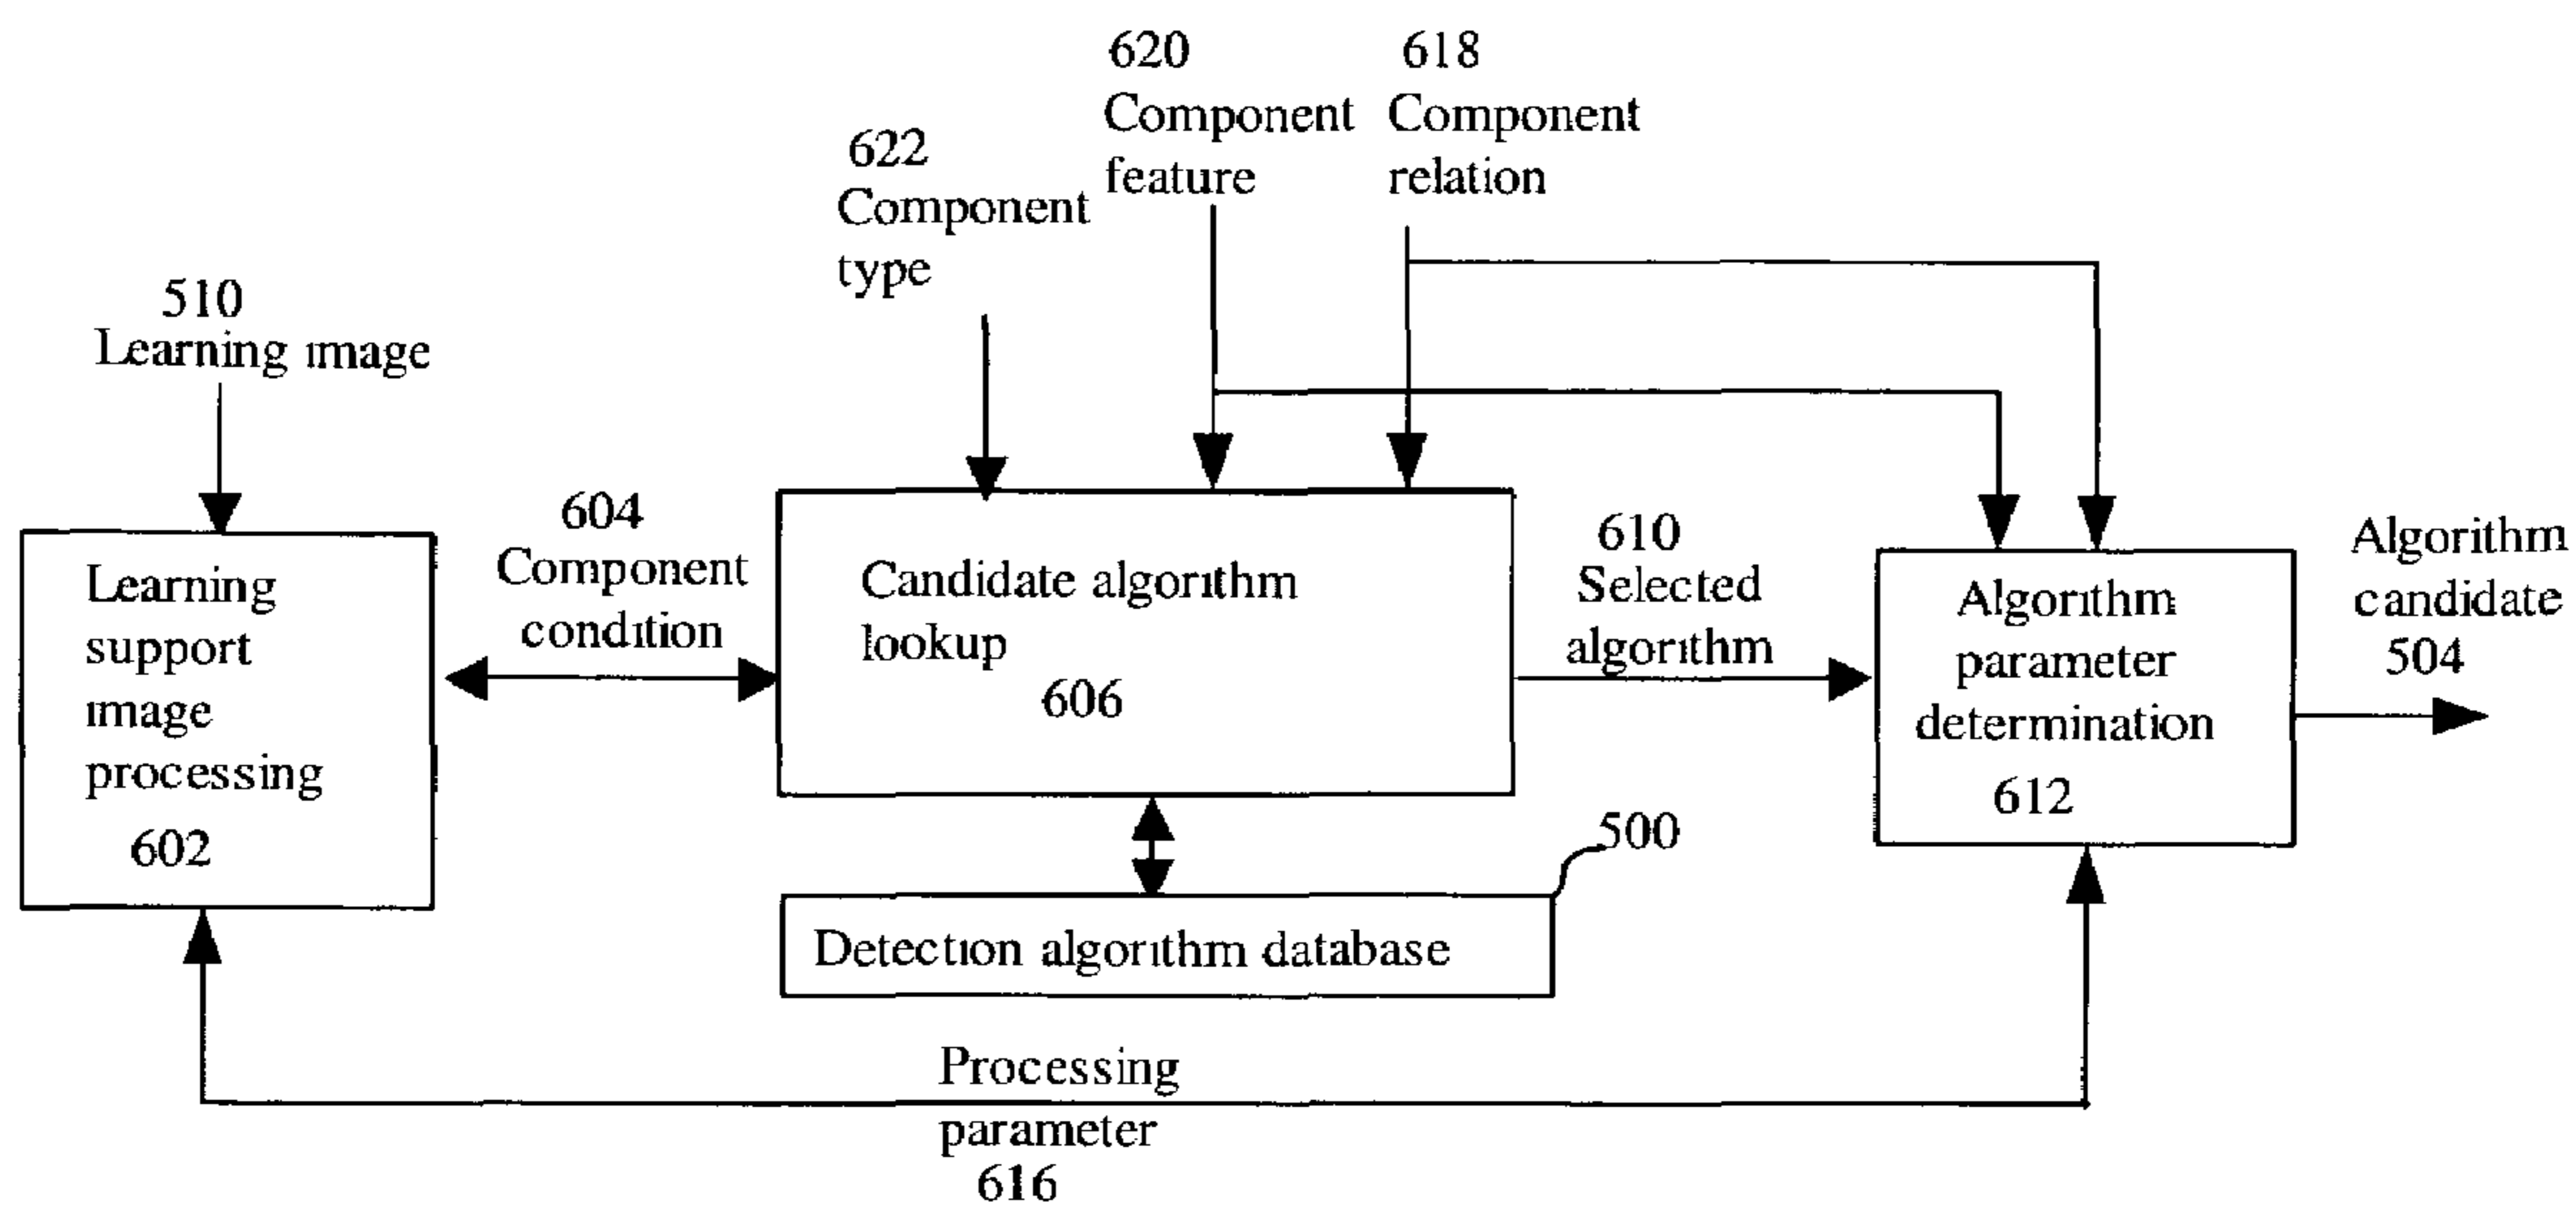 620
Component
feature
618
Component
relation
622
Component
type
510
Learning image
604
Component
condition
610
Selected
algorithm
Algorithm
candidate
504
Learning
support
image
processing
602
Candidate algorithm
lookup
606
Algorithm
parameter
determination
612
500
Detection algorithm database
Processing
parameter
616